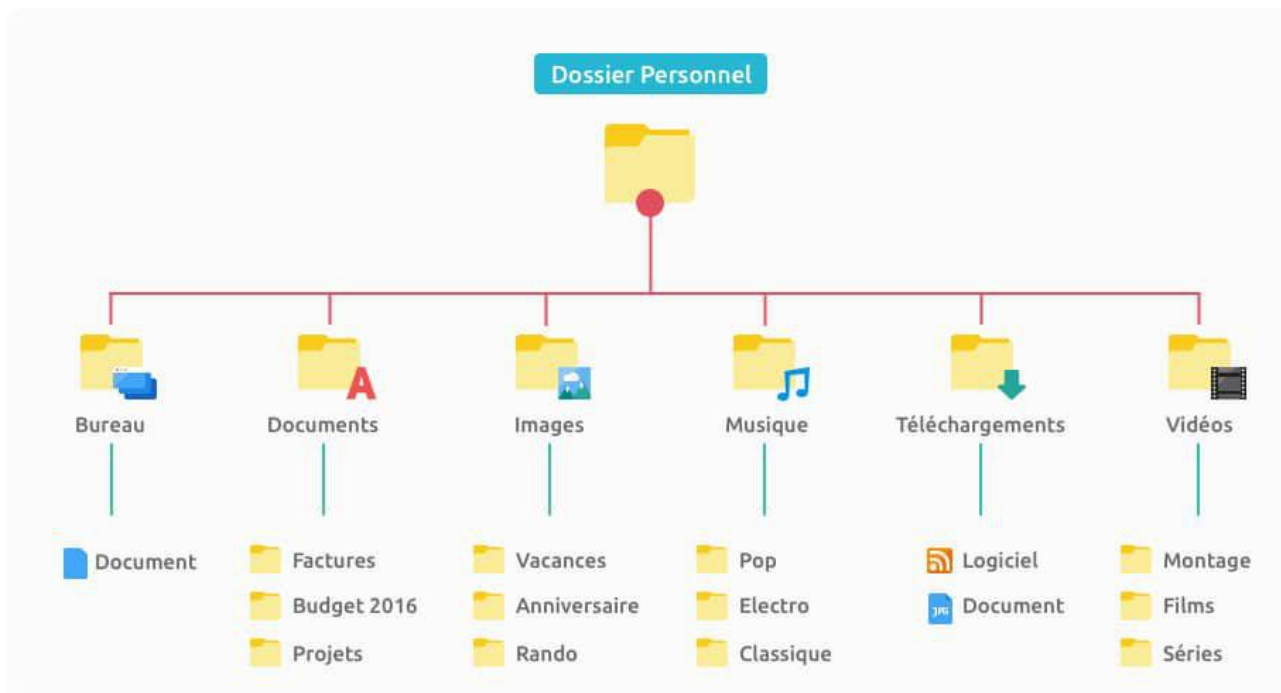 Dossier Personnel
Bureau
Documents
Images
Musique
Téléchargements
Vidéos
Document
Factures
Budget 2016
Projets
Vacances
Anniversaire
Rando
Pop
Electro
Classique
Logiciel
JPG
Document
Montage
Films
Séries